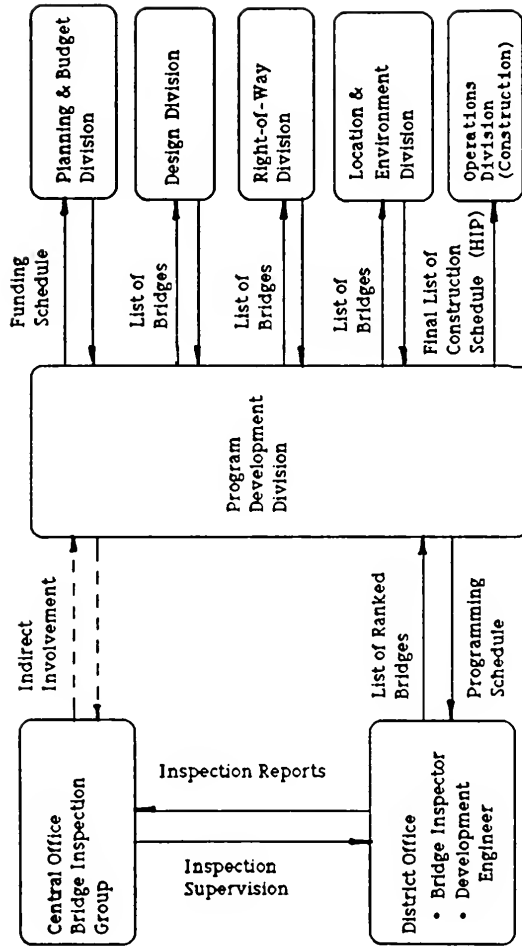 Central Office
Bridge Inspection
Group
Indirect
Involvement
Inspection Reports
Inspection
Supervision
District Office
• Bridge Inspector
• Development
Engineer
List of Ranked
Bridges
Programming
Schedule
Program
Development
Division
Funding
Schedule
Planning & Budget
Division
List of
Bridges
Design Division
List of
Bridges
Right-of-Way
Division
List of
Bridges
Location &
Environment
Division
Final List of
Construction
Schedule (HIP)
Operations
Division
(Construction)